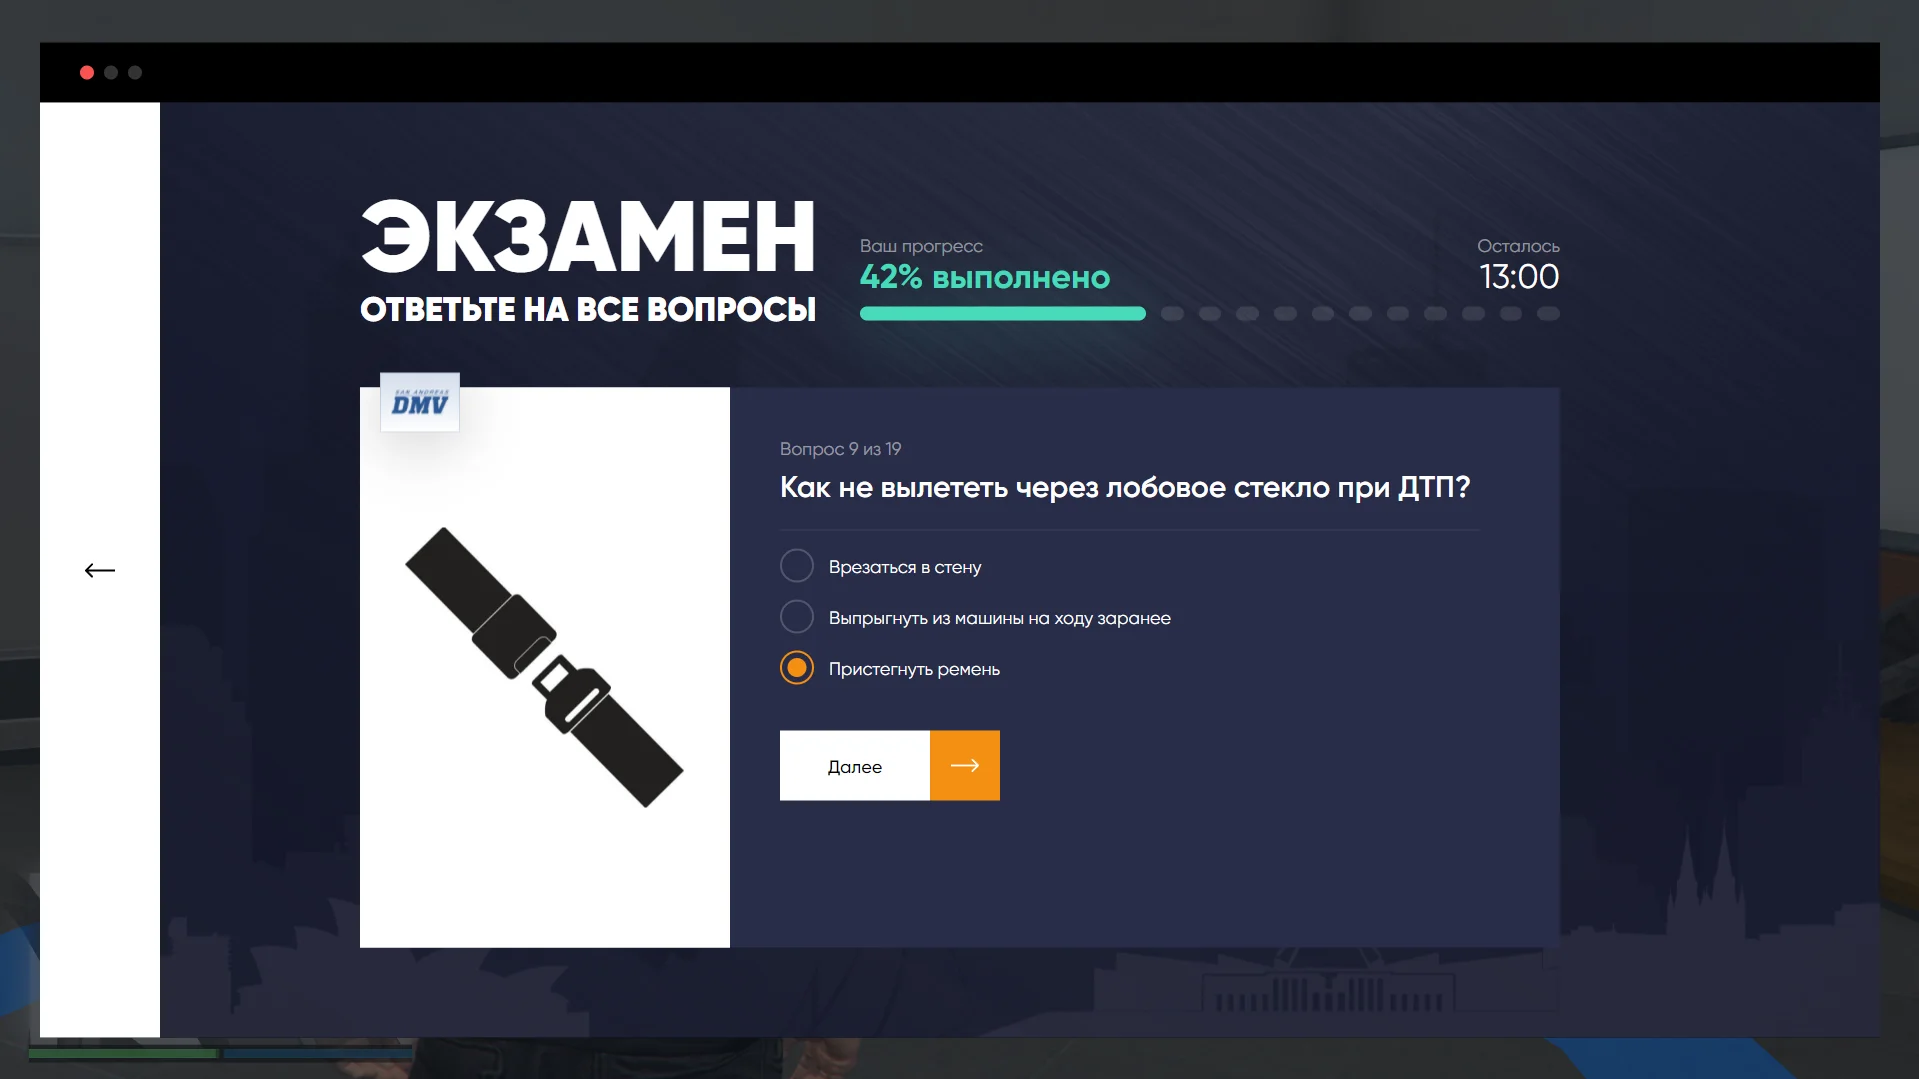 ЭКЗАМЕН
ОТВЕТЬТЕ НА ВСЕ ВОПРОСЫ
Ваш прогресс
42% выполнено
Осталось
13:00
SAN ANDREAS
DMV
Вопрос 9 из 19
Как не вылететь через лобовое стекло при ДТП?
Врезаться в стену
Выпрыгнуть из машины на ходу заранее
Пристегнуть ремень
Далее